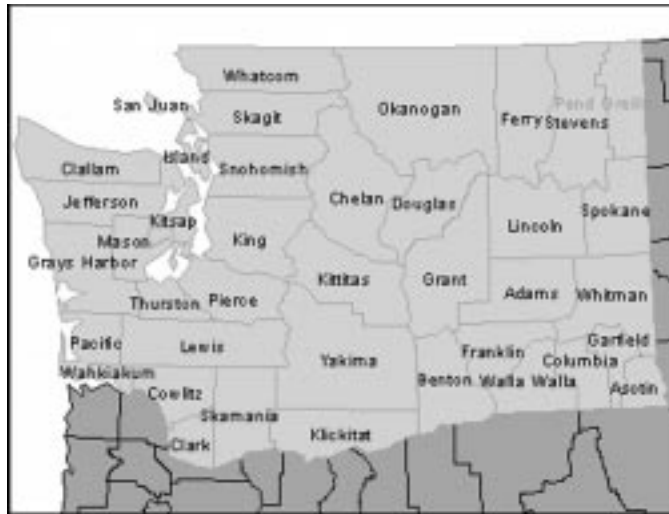 Whatcom
San Juan
Skagit
Okanogan
Pend Oreille
Ferry
Stevens
Island
Snohomish
Clallam
Jefferson
Kitsap
Chelan
Douglas
Lincoln
Spokane
Mason
King
Grays Harbor
Kittitas
Grant
Adams
Whitman
Thurston
Pierce
Pacific
Lewis
Yakima
Franklin
Garfield
Columbia
Wahkiakum
Benton
Walla Walla
Asotin
Cowlitz
Skamania
Clark
Klickitat